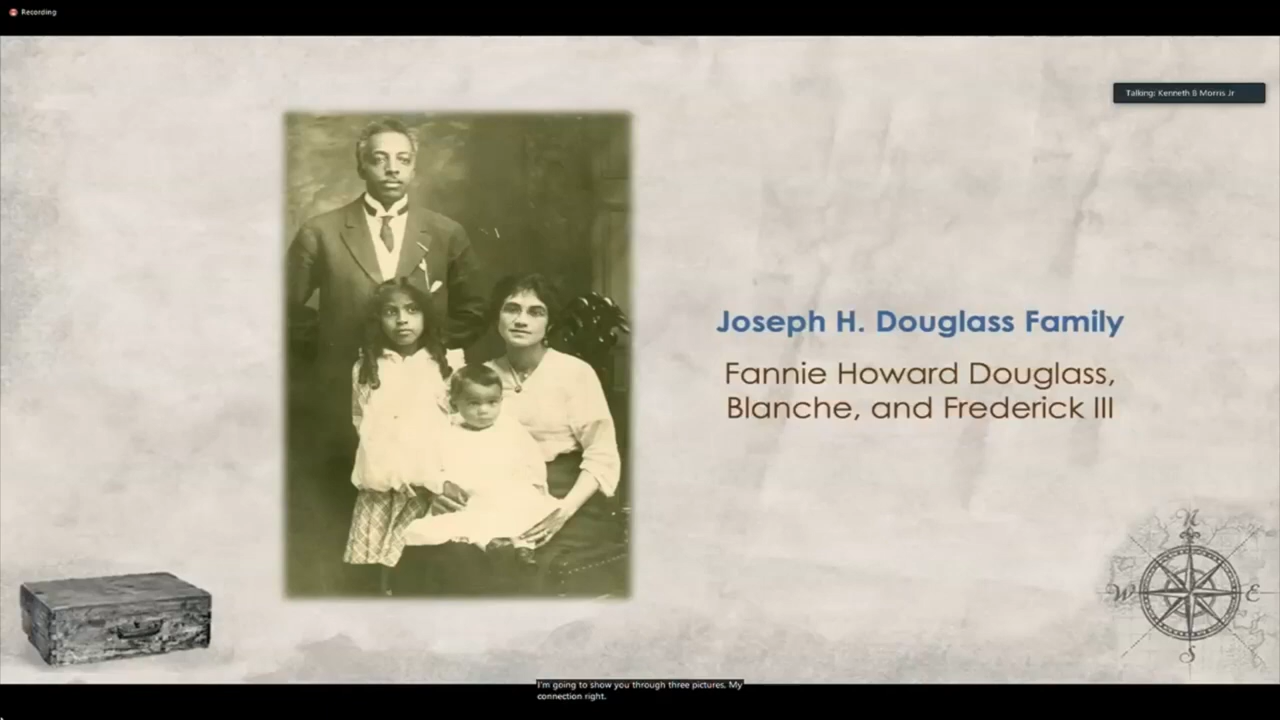 Recording
Talking: Kenneth B Morris Jr
Joseph H. Douglass Family
Fannie Howard Douglass,
Blanche, and Frederick III
N
W
E
S
I'm going to show you through three pictures. My
connection right.